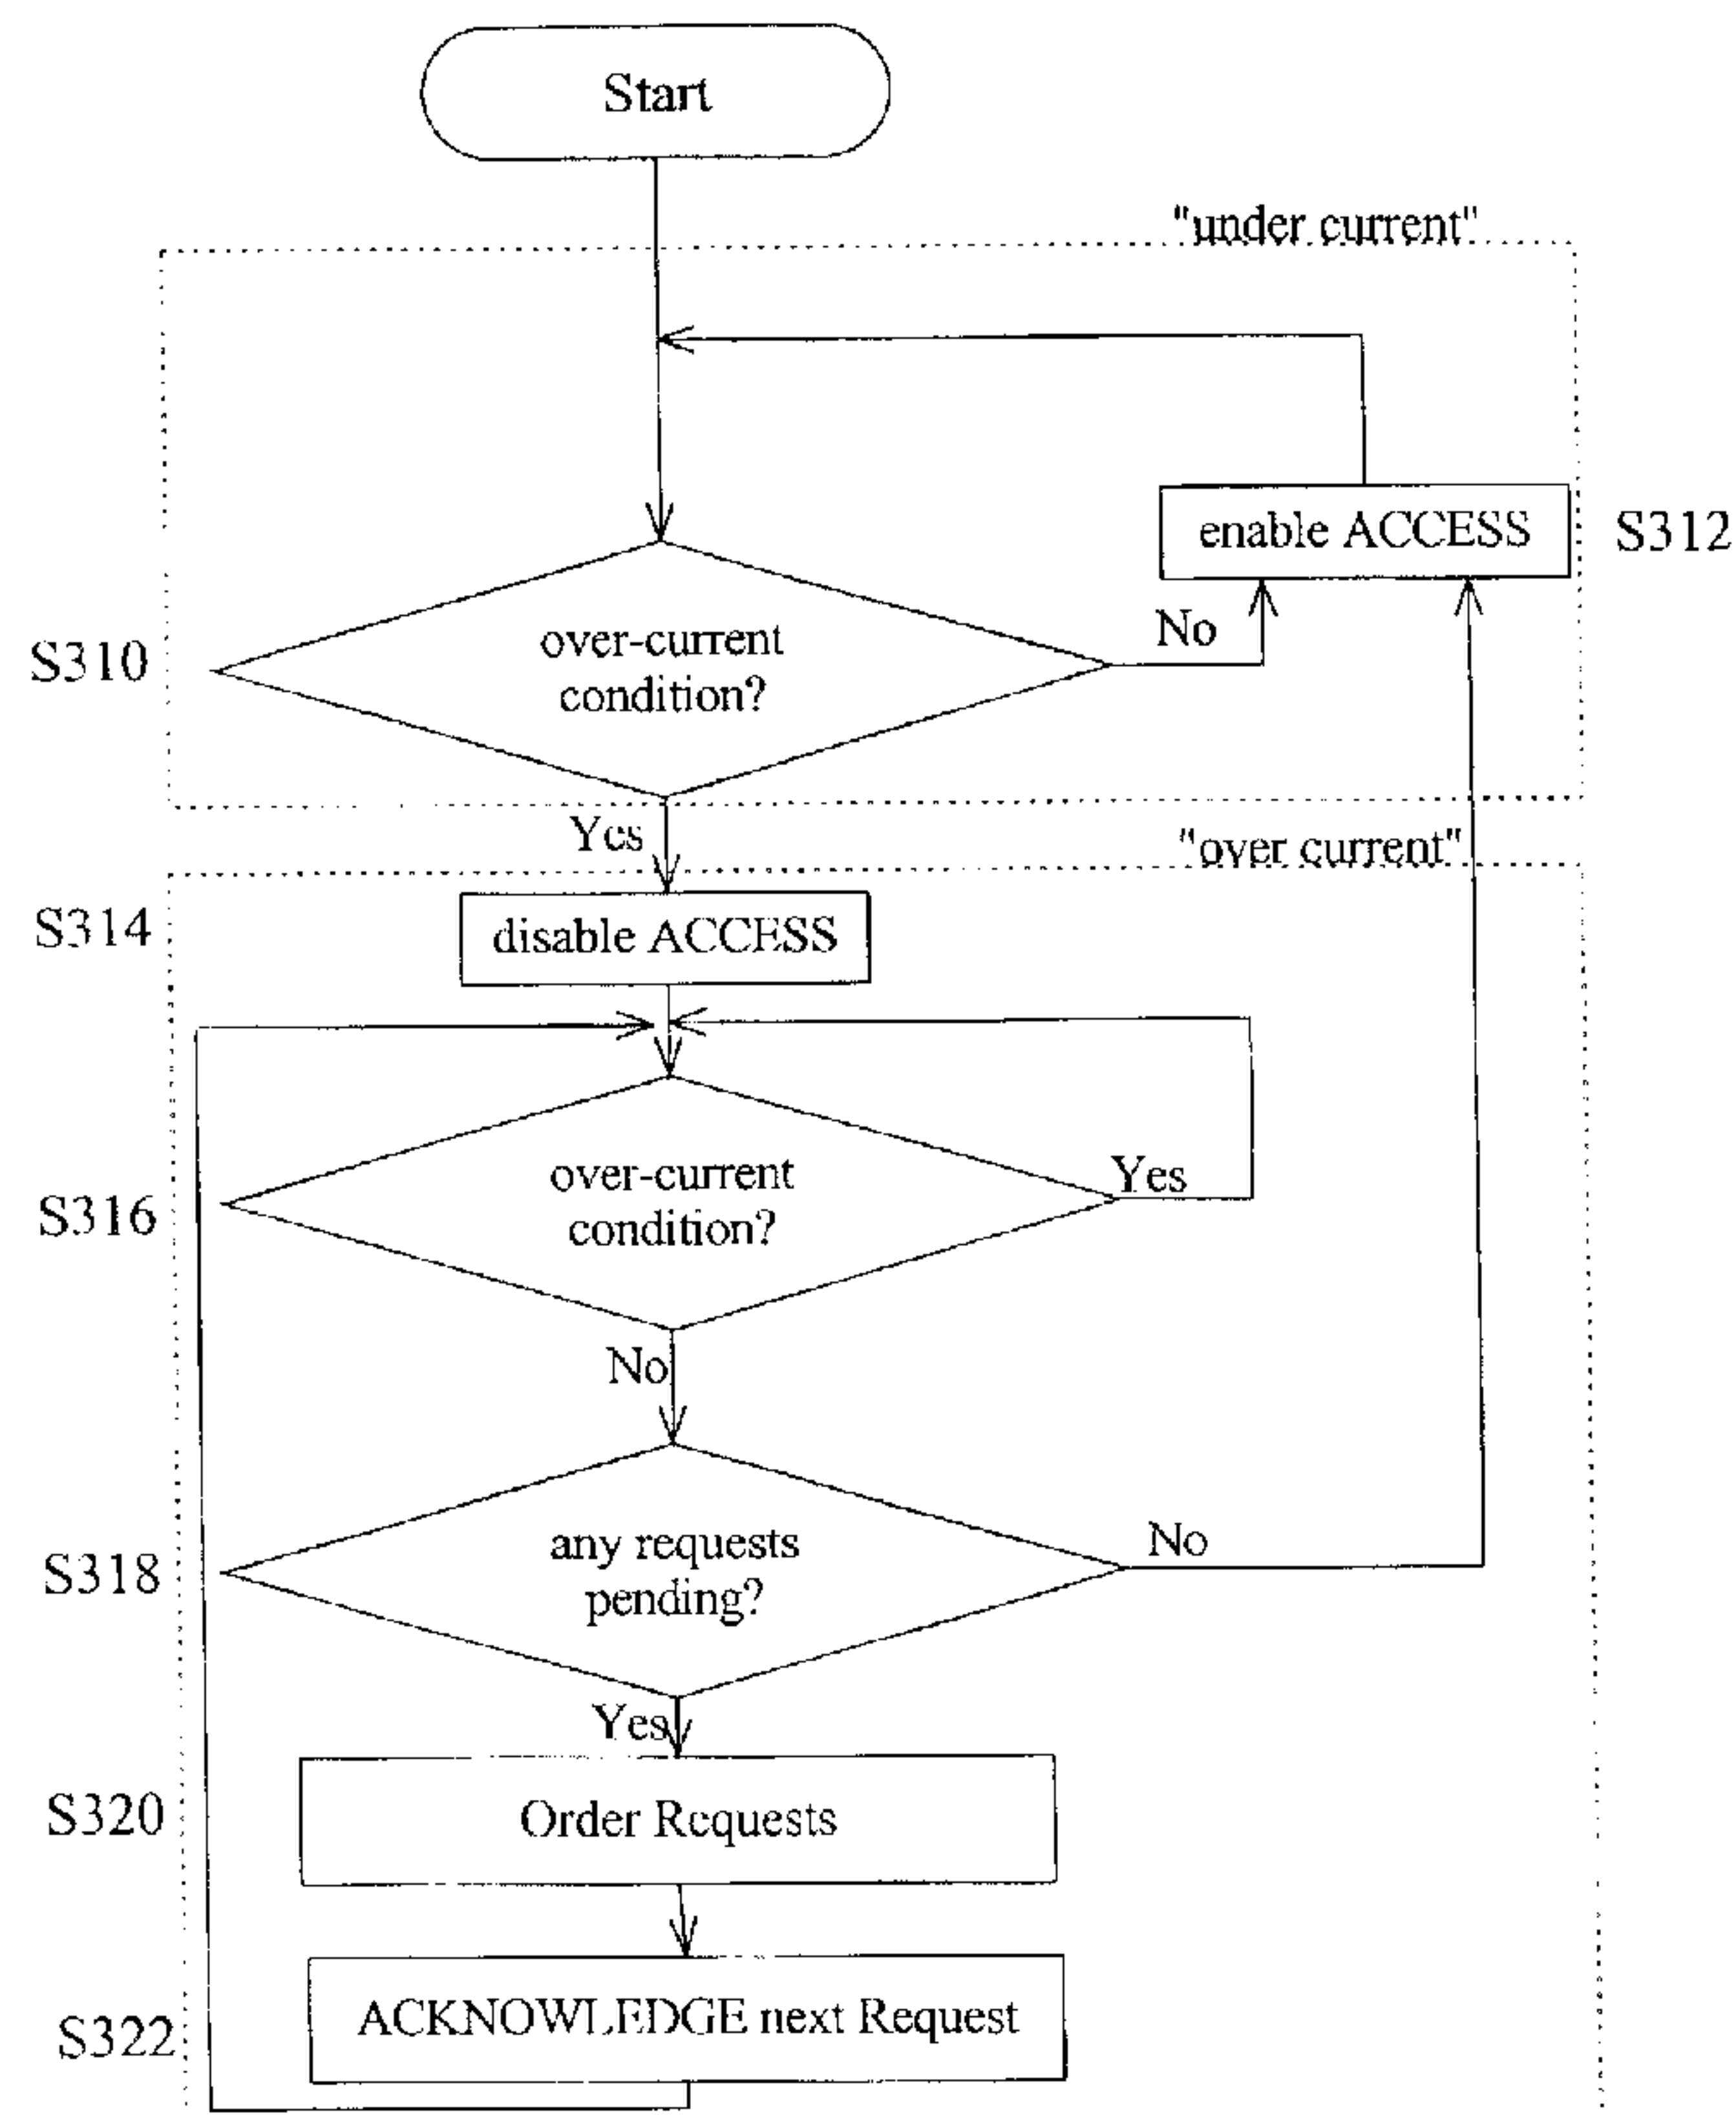 Start
"under current"
enable ACCESS
S312
No
S310
over-current
condition?
Yes
"over current"
S314
disable ACCESS
over-current
condition?
Yes
S316
No
any requests
pending?
No
S318
Yes
S320
Order Requests
ACKNOWLEDGE next Request
S322